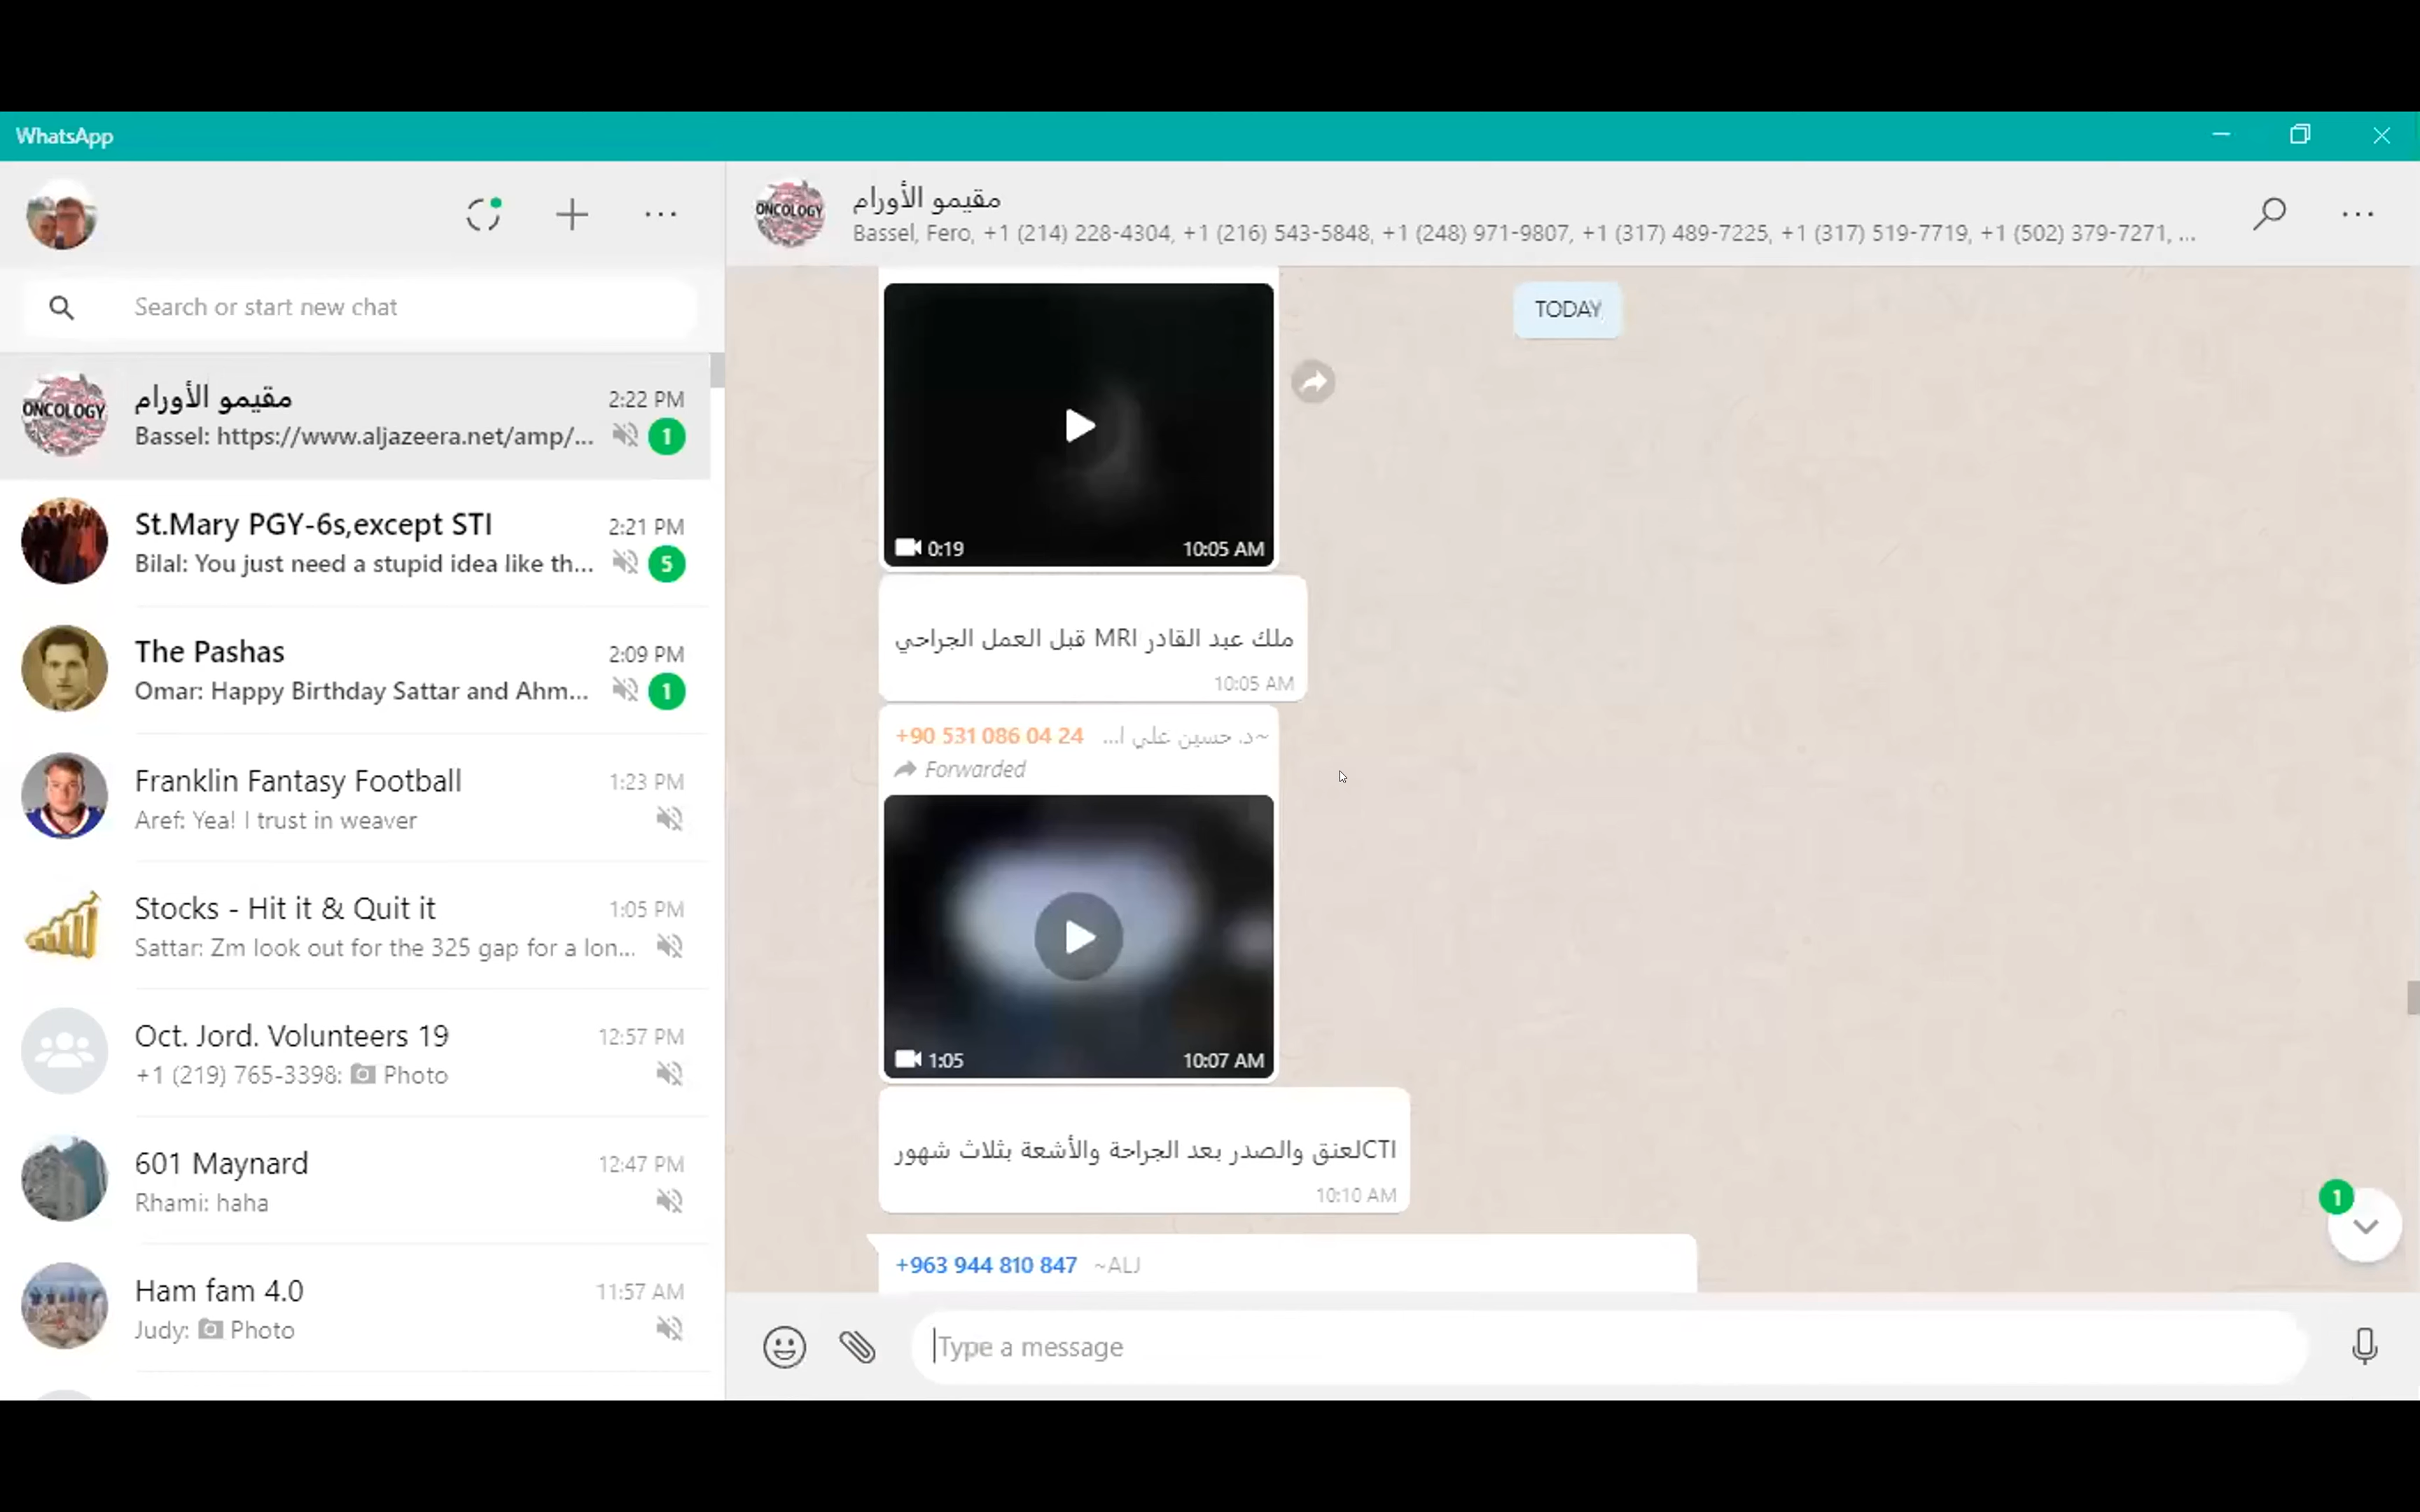 WhatsApp
Search or start new chat
مقيمو الأورام
2:22 PM
Bassel: https://www.aljazeera.net/amp/...
1
St.Mary PGY-6s,except STI
2:21 PM
Bilal: You just need a stupid idea like th...
5
The Pashas
2:09 PM
Omar: Happy Birthday Sattar and Ahm...
1
Franklin Fantasy Football
1:23 PM
Aref: Yea! I trust in weaver
Stocks - Hit it & Quit it
1:05 PM
Sattar: Zm look out for the 325 gap for a lon...
Oct. Jord. Volunteers 19
12:57 PM
+1 (219) 765-3398: Photo
601 Maynard
12:47 PM
Rhami: haha
Ham fam 4.0
11:57 AM
Judy: Photo
ONCOLOGY
ONCOLOGY
مقيمو الأورام
Bassel, Fero, +1 (214) 228-4304, +1 (216) 543-5848, +1 (248) 971-9807, +1 (317) 489-7225, +1 (317) 519-7719, +1 (502) 379-7271, ...
TODAY
0:19
10:05 AM
ملك عبد القادر MRI قبل العمل الجراحي
10:05 AM
+90 531 086 04 24 ~د. حسين علي ا...
Forwarded
1:05
10:07 AM
CTIلعنق والصدر بعد الجراحة والأشعة بثلاث شهور
10:10 AM
+963 944 810 847 ~ALJ
1
Type a message